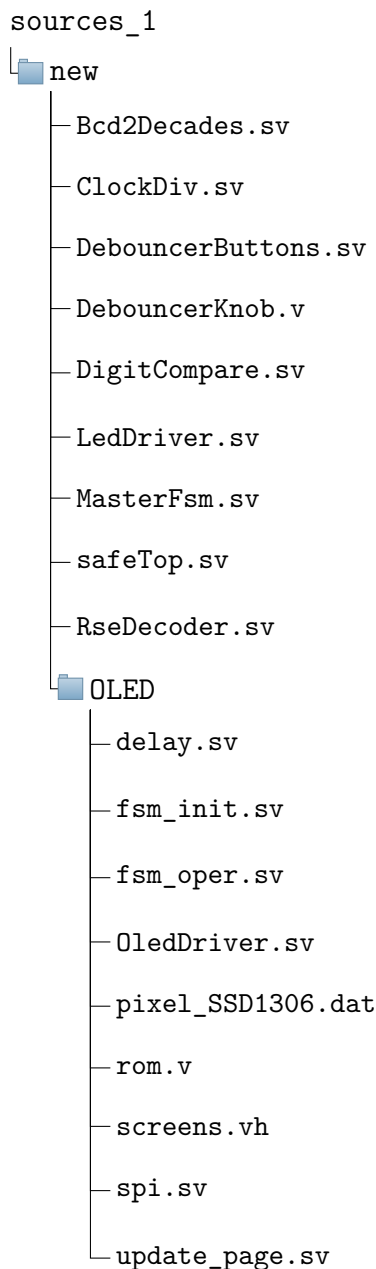 sources_1
new
Bcd2Decades.sv
ClockDiv.sv
DebouncerButtons.sv
DebouncerKnob.v
DigitCompare.sv
LedDriver.sv
MasterFsm.sv
safeTop.sv
RseDecoder.sv
OLED
delay.sv
fsm_init.sv
fsm_oper.sv
OledDriver.sv
pixel_SSD1306.dat
rom.v
screens.vh
spi.sv
update_page.sv